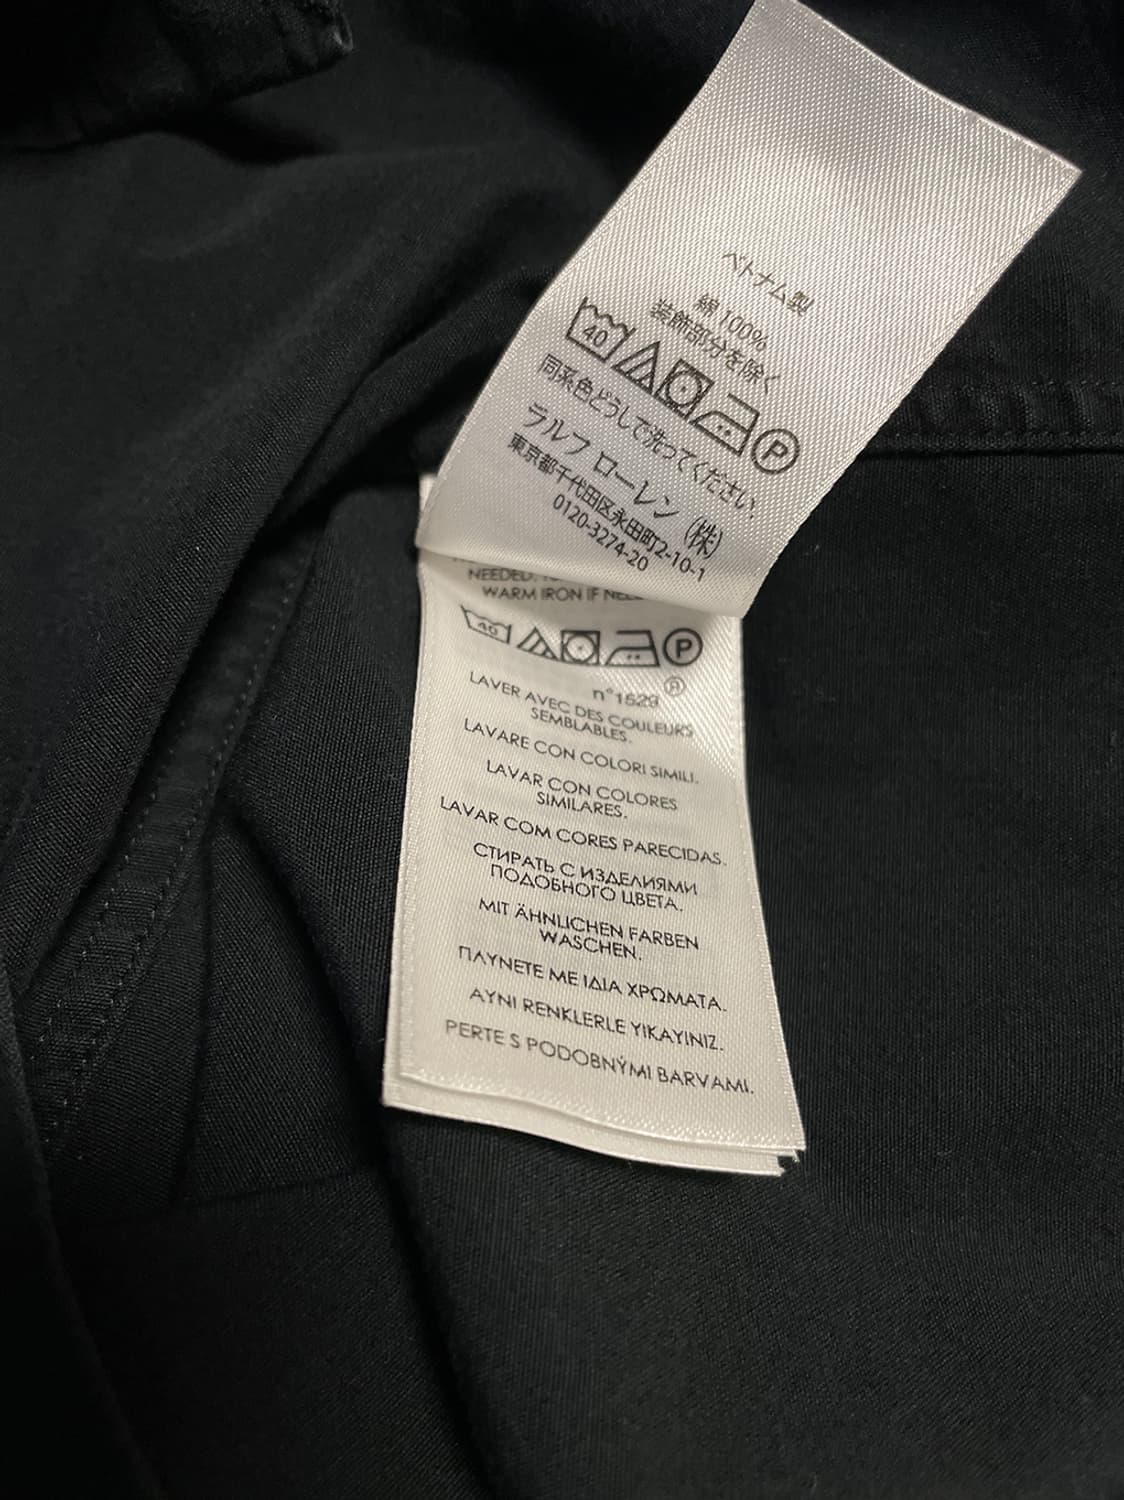 ベトナム製
綿 100%
装飾部分を除く
40 P
同系色どうしで洗ってください.
ラルフ ローレン (株)
東京都千代田区永田町2-10-1
0120-3274-20
NEEDED.
WARM IRON IF
40 P
®
n°1529
LAVER AVEC DES COULEURS
SEMBLABLES.
LAVARE CON COLORI SIMILI.
LAVAR CON COLORES
SIMILARES.
LAVAR COM CORES PARECIDAS.
СТИРАТЬ С ИЗДЕЛИЯМИ
ПОДОБНОГО ЦВЕТА.
MIT ÄHNLICHEN FARBEN
WASCHEN.
ΠΛΥΝΕΤΕ ΜΕ ΙΔΙΑ ΧΡΩΜΑΤΑ.
AYNI RENKLERLE YIKAYINIZ.
PERTE S PODOBNÝMI BARVAMI.